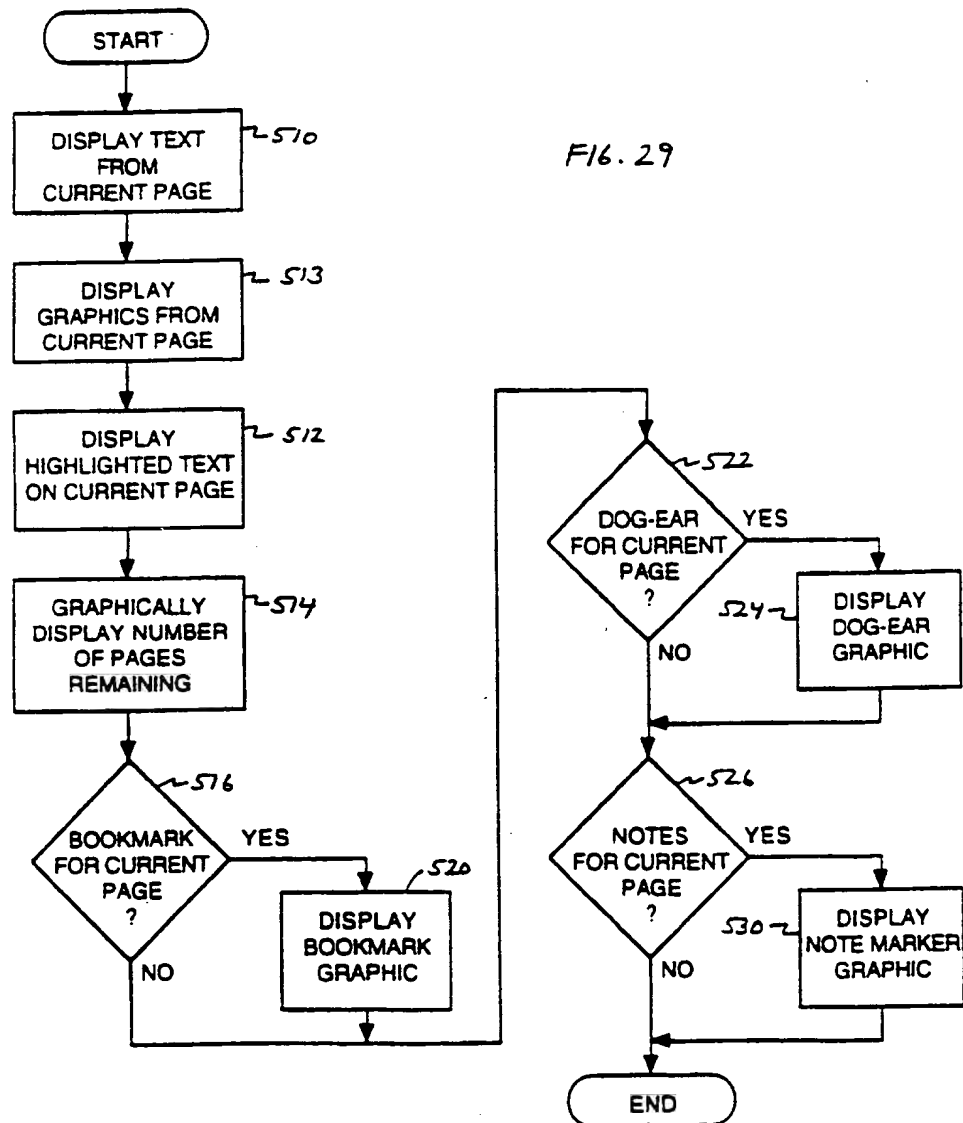 START
DISPLAY TEXT
FROM
CURRENT PAGE
510
FIG. 29
DISPLAY
GRAPHICS FROM
CURRENT PAGE
513
DISPLAY
HIGHLIGHTED TEXT
ON CURRENT PAGE
512
GRAPHICALLY
DISPLAY NUMBER
OF PAGES
REMAINING
514
BOOKMARK
FOR CURRENT
PAGE
?
516
YES
NO
DISPLAY
BOOKMARK
GRAPHIC
520
DOG-EAR
FOR CURRENT
PAGE
?
522
YES
NO
DISPLAY
DOG-EAR
GRAPHIC
524
NOTES
FOR CURRENT
PAGE
?
526
YES
NO
DISPLAY
NOTE MARKER
GRAPHIC
530
END